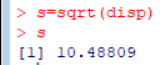 > s=sqrt(disp)
> s
[1] 10.48809